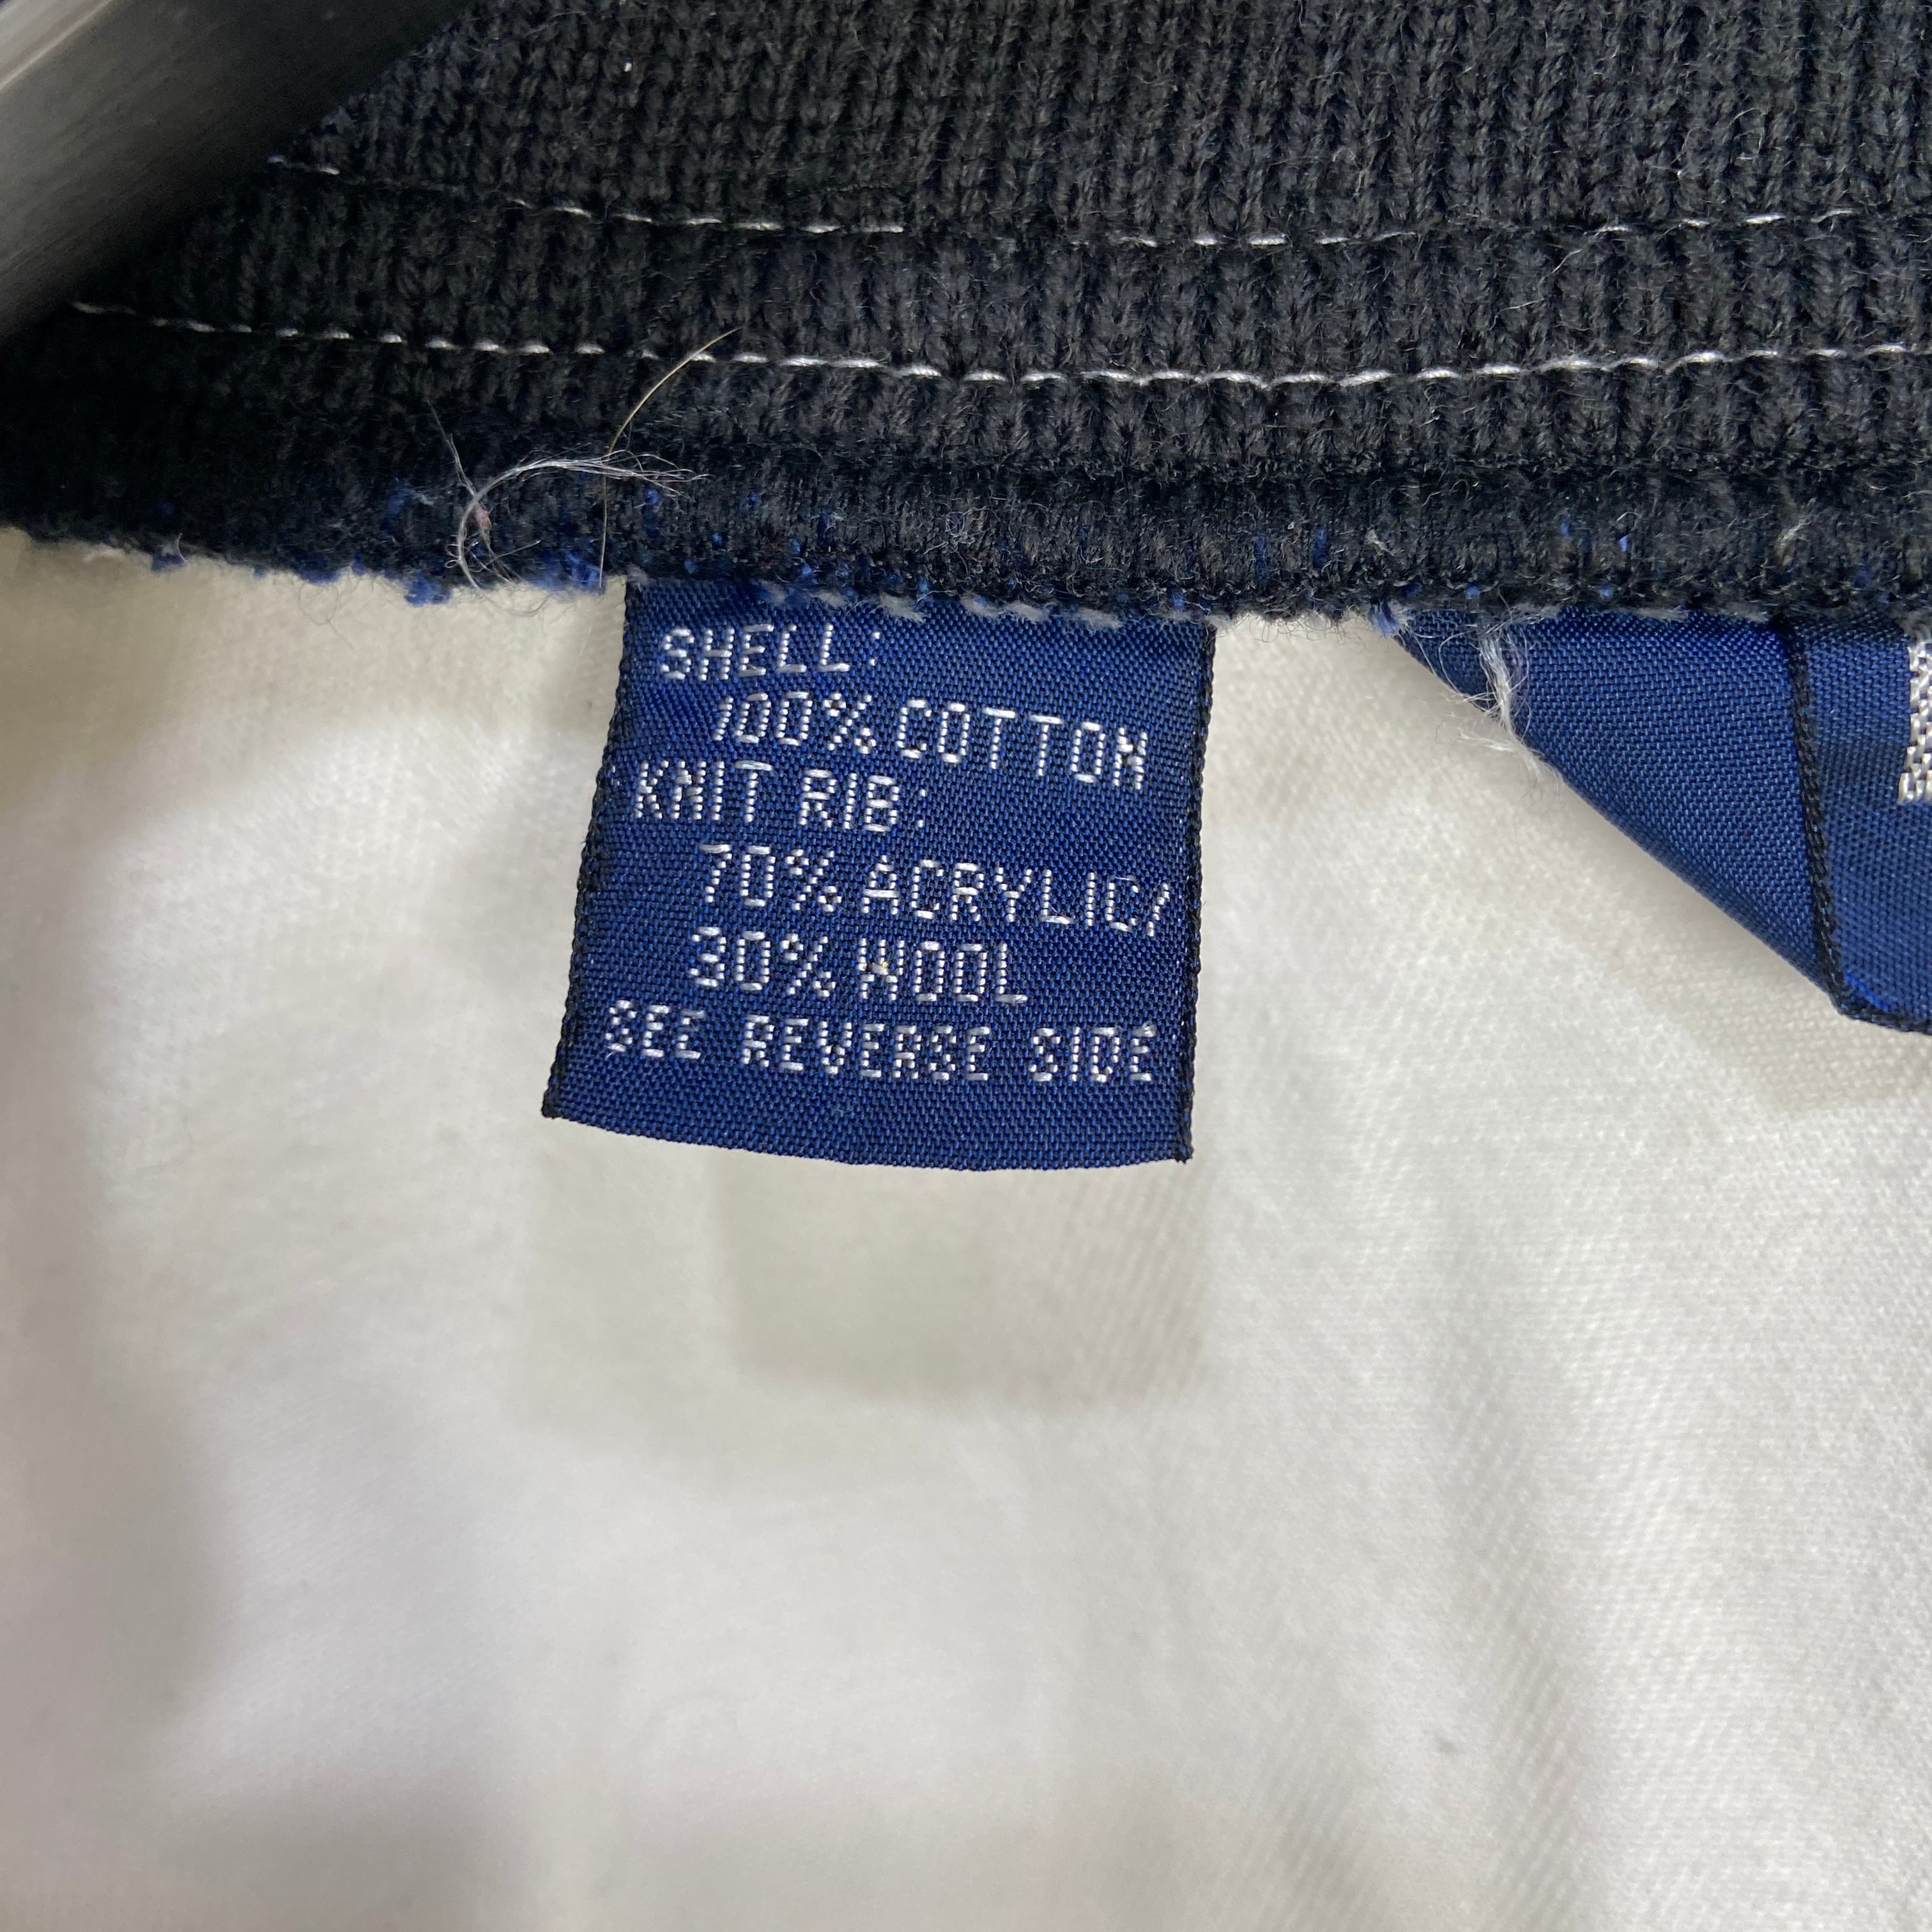 SHELL:
100% COTTON
KNIT RIB:
70% ACRYLIC/
30% WOOL
SEE REVERSE SIDE